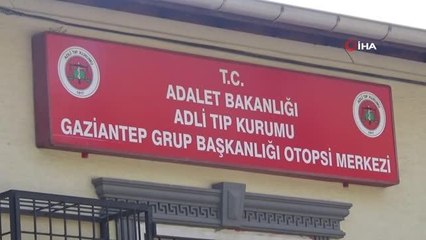 İHA
T.C.
ADALET BAKANLIĞI
ADLİ TIP KURUMU
GAZİANTEP GRUP BAŞKANLIĞI OTOPSİ MERKEZİ